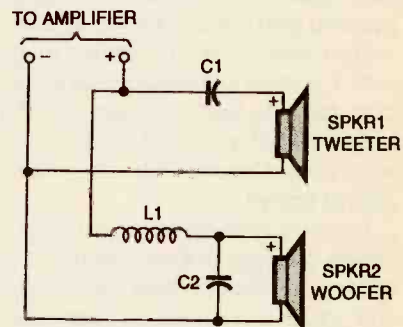 TO AMPLIFIER
− +
C1
+
SPKR1
TWEETER
L1
+
C2
SPKR2
WOOFER